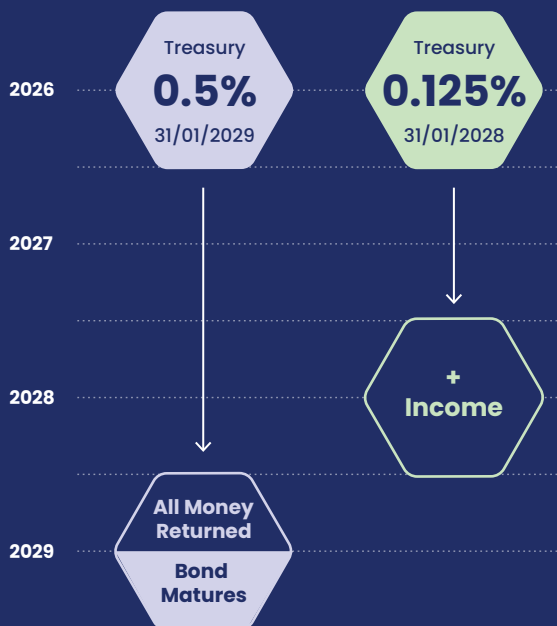 2026
Treasury
0.5%
31/01/2029
Treasury
0.125%
31/01/2028
2027
2028
+
Income
2029
All Money
Returned
Bond
Matures